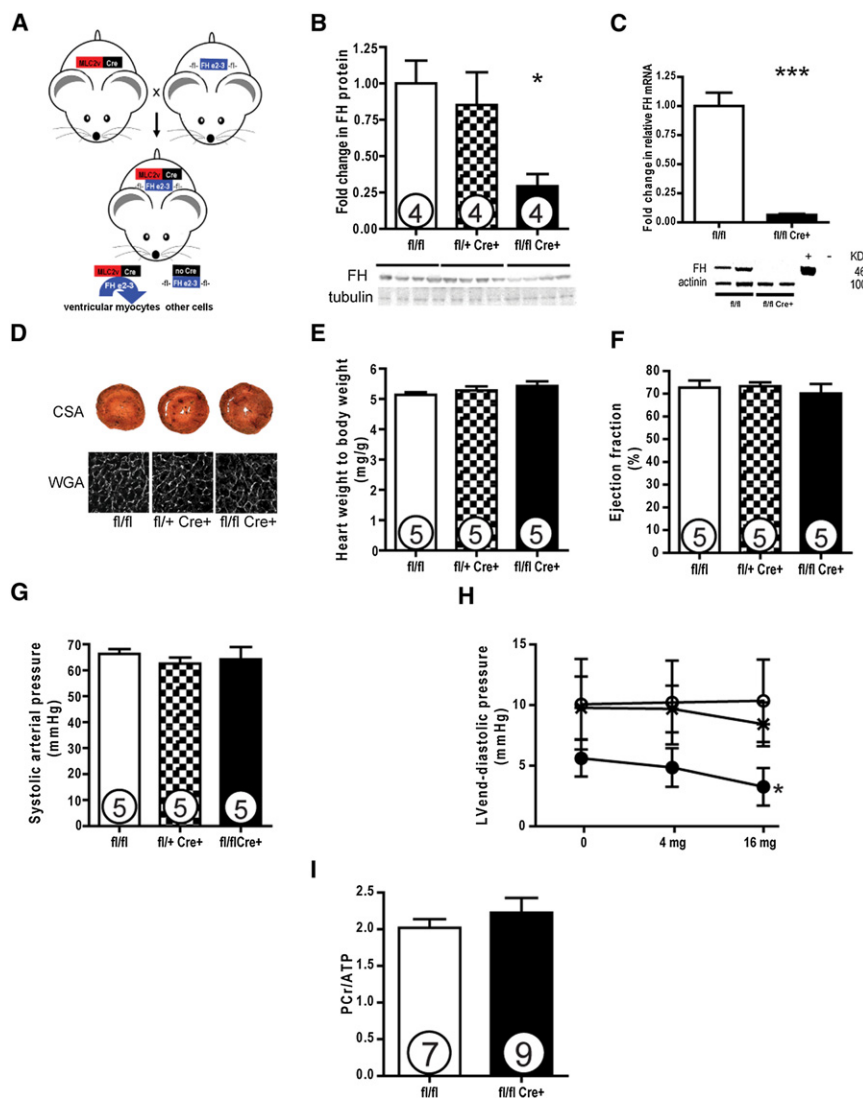 A
MLC2v Cre
-fl- FH e2-3 -fl-
x
MLC2v Cre
-fl- FH e2-3 -fl-
MLC2v Cre
FH e2-3
no Cre
-fl- FH e2-3 -fl-
ventricular myocytes other cells
B
Fold change in FH protein
1.25
1.00
0.75
0.50
0.25
0.00
*
4 4 4
fl/fl fl/+ Cre+ fl/fl Cre+
FH
tubulin
C
Fold change in relative FH mRNA
1.25
1.00
0.75
0.50
0.25
0.00
***
fl/fl fl/fl Cre+
+ - KD
FH 46
actinin 100
fl/fl fl/fl Cre+
D
CSA
WGA
fl/fl fl/+ Cre+ fl/fl Cre+
E
Heart weight to body weight
(mg/g)
6
5
4
3
2
1
0
5 5 5
fl/fl fl/+ Cre+ fl/fl Cre+
F
Ejection fraction
(%)
80
70
60
50
40
30
20
10
0
5 5 5
fl/fl fl/+ Cre+ fl/fl Cre+
G
Systolic arterial pressure
(mmHg)
70
60
50
40
30
20
10
0
5 5 5
fl/fl fl/+ Cre+ fl/flCre+
H
LVend-diastolic pressure
(mmHg)
15
10
5
0
*
0 4 mg 16 mg
I
PCr/ATP
2.5
2.0
1.5
1.0
0.5
0.0
7 9
fl/fl fl/fl Cre+